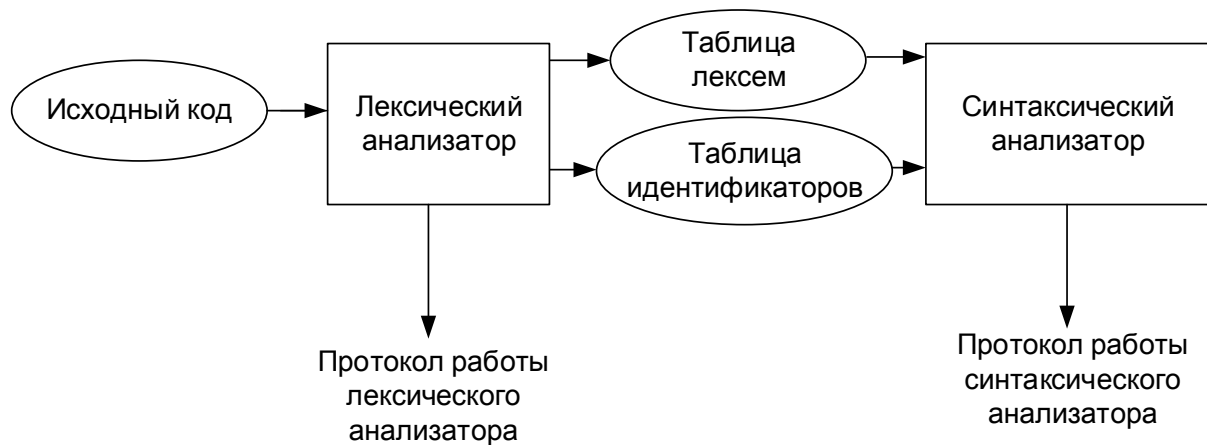 Исходный код
Лексический
анализатор
Таблица
лексем
Таблица
идентификаторов
Синтаксический
анализатор
Протокол работы
лексического
анализатора
Протокол работы
синтаксического
анализатора